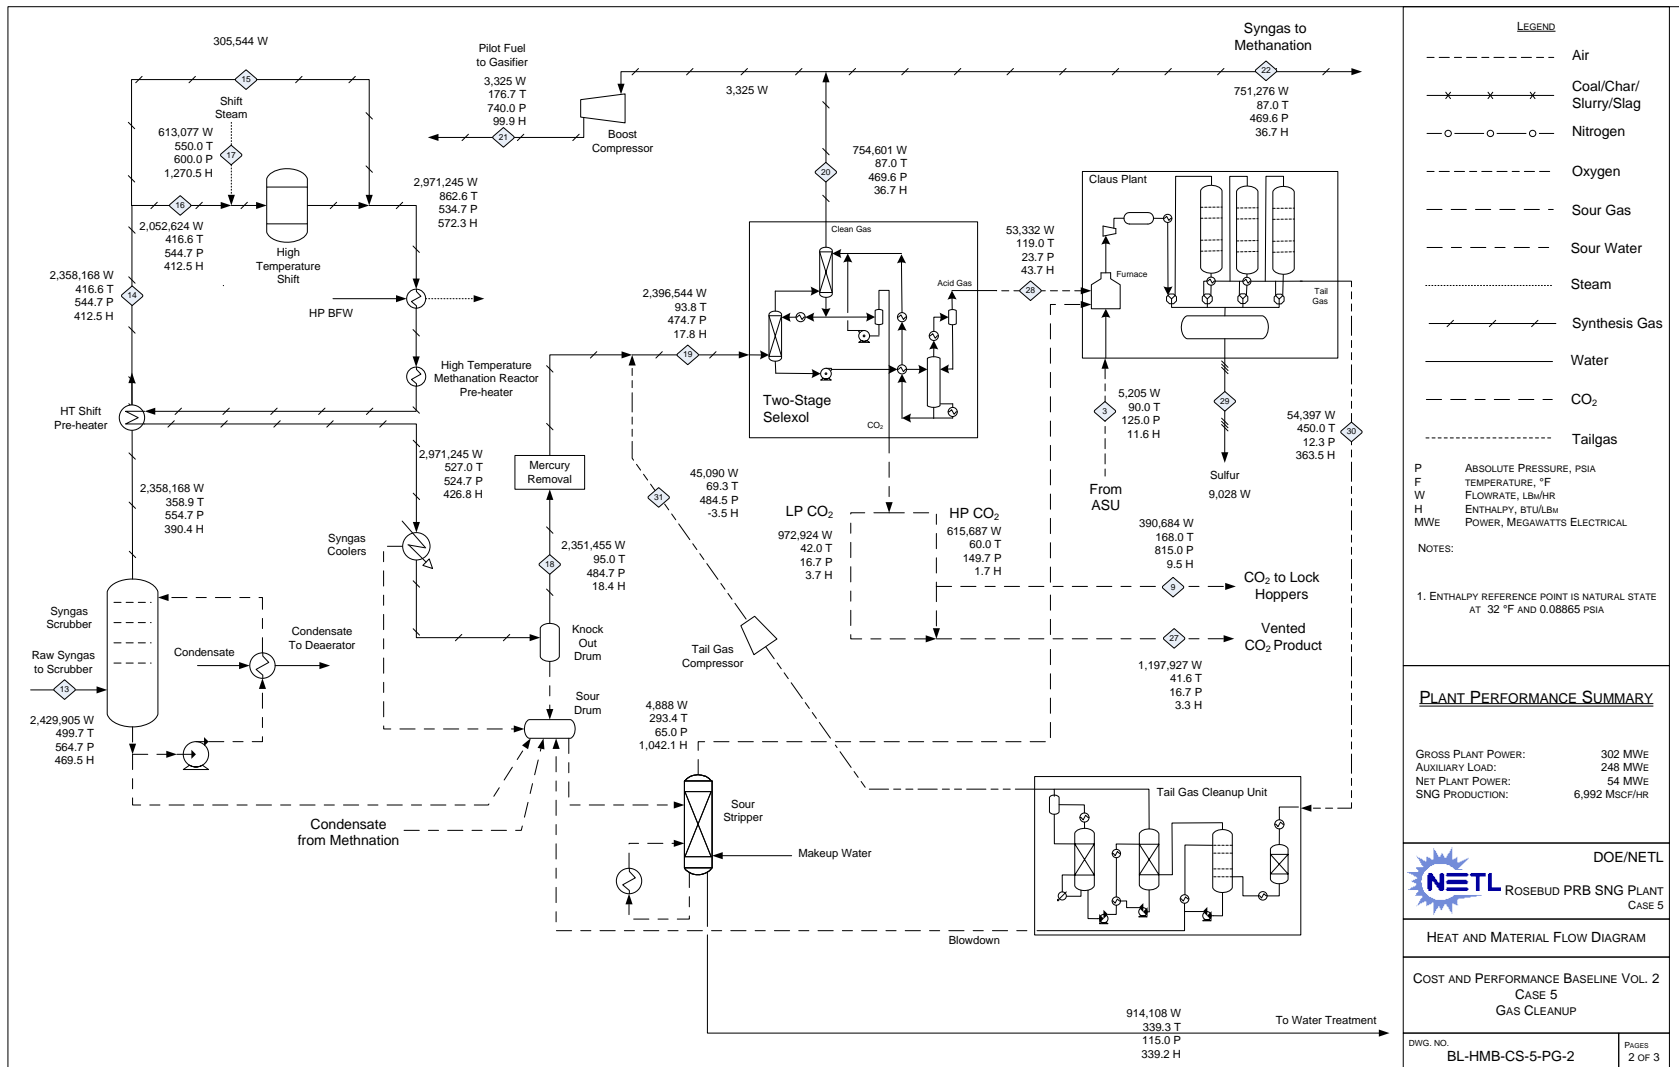 305,544 W
15
Shift
Steam
613,077 W
550.0 T
600.0 P
1,270.5 H
17
16
2,052,624 W
416.6 T
544.7 P
412.5 H
High
Temperature
Shift
2,971,245 W
862.6 T
534.7 P
572.3 H
2,358,168 W
416.6 T
544.7 P
412.5 H
14
HP BFW
High Temperature
Methanation Reactor
Pre-heater
HT Shift
Pre-heater
2,358,168 W
358.9 T
554.7 P
390.4 H
2,971,245 W
527.0 T
524.7 P
426.8 H
Syngas
Coolers
Syngas
Scrubber
Raw Syngas
to Scrubber
13
2,429,905 W
499.7 T
564.7 P
469.5 H
Condensate
Condensate
To Deaerator
Condensate
from Methnation
Pilot Fuel
to Gasifier
3,325 W
176.7 T
740.0 P
99.9 H
21
Boost
Compressor
3,325 W
Syngas to
Methanation
22
751,276 W
87.0 T
469.6 P
36.7 H
754,601 W
87.0 T
469.6 P
36.7 H
20
Clean Gas
Acid Gas
Two-Stage
Selexol
CO2
2,396,544 W
93.8 T
474.7 P
17.8 H
19
Mercury
Removal
2,351,455 W
95.0 T
484.7 P
18.4 H
18
Knock
Out
Drum
Sour
Drum
45,090 W
69.3 T
484.5 P
-3.5 H
31
Tail Gas
Compressor
LP CO2
972,924 W
42.0 T
16.7 P
3.7 H
HP CO2
615,687 W
60.0 T
149.7 P
1.7 H
53,332 W
119.0 T
23.7 P
43.7 H
28
Claus Plant
Furnace
Tail
Gas
5,205 W
90.0 T
125.0 P
11.6 H
3
From
ASU
29
Sulfur
9,028 W
54,397 W
450.0 T
12.3 P
363.5 H
30
390,684 W
168.0 T
815.0 P
9.5 H
9
CO2 to Lock
Hoppers
27
Vented
CO2 Product
1,197,927 W
41.6 T
16.7 P
3.3 H
4,888 W
293.4 T
65.0 P
1,042.1 H
Sour
Stripper
Makeup Water
Tail Gas Cleanup Unit
Blowdown
914,108 W
339.3 T
115.0 P
339.2 H
To Water Treatment
LEGEND
Air
Coal/Char/
Slurry/Slag
Nitrogen
Oxygen
Sour Gas
Sour Water
Steam
Synthesis Gas
Water
CO2
Tailgas
P ABSOLUTE PRESSURE, PSIA
F TEMPERATURE, °F
W FLOWRATE, LBM/HR
H ENTHALPY, BTU/LBM
MWE POWER, MEGAWATTS ELECTRICAL
NOTES:
1. ENTHALPY REFERENCE POINT IS NATURAL STATE
AT 32 °F AND 0.08865 PSIA
PLANT PERFORMANCE SUMMARY
GROSS PLANT POWER: 302 MWE
AUXILIARY LOAD: 248 MWE
NET PLANT POWER: 54 MWE
SNG PRODUCTION: 6,992 MSCF/HR
NETL
DOE/NETL
ROSEBUD PRB SNG PLANT
CASE 5
HEAT AND MATERIAL FLOW DIAGRAM
COST AND PERFORMANCE BASELINE VOL. 2
CASE 5
GAS CLEANUP
DWG. NO.
BL-HMB-CS-5-PG-2
PAGES
2 OF 3